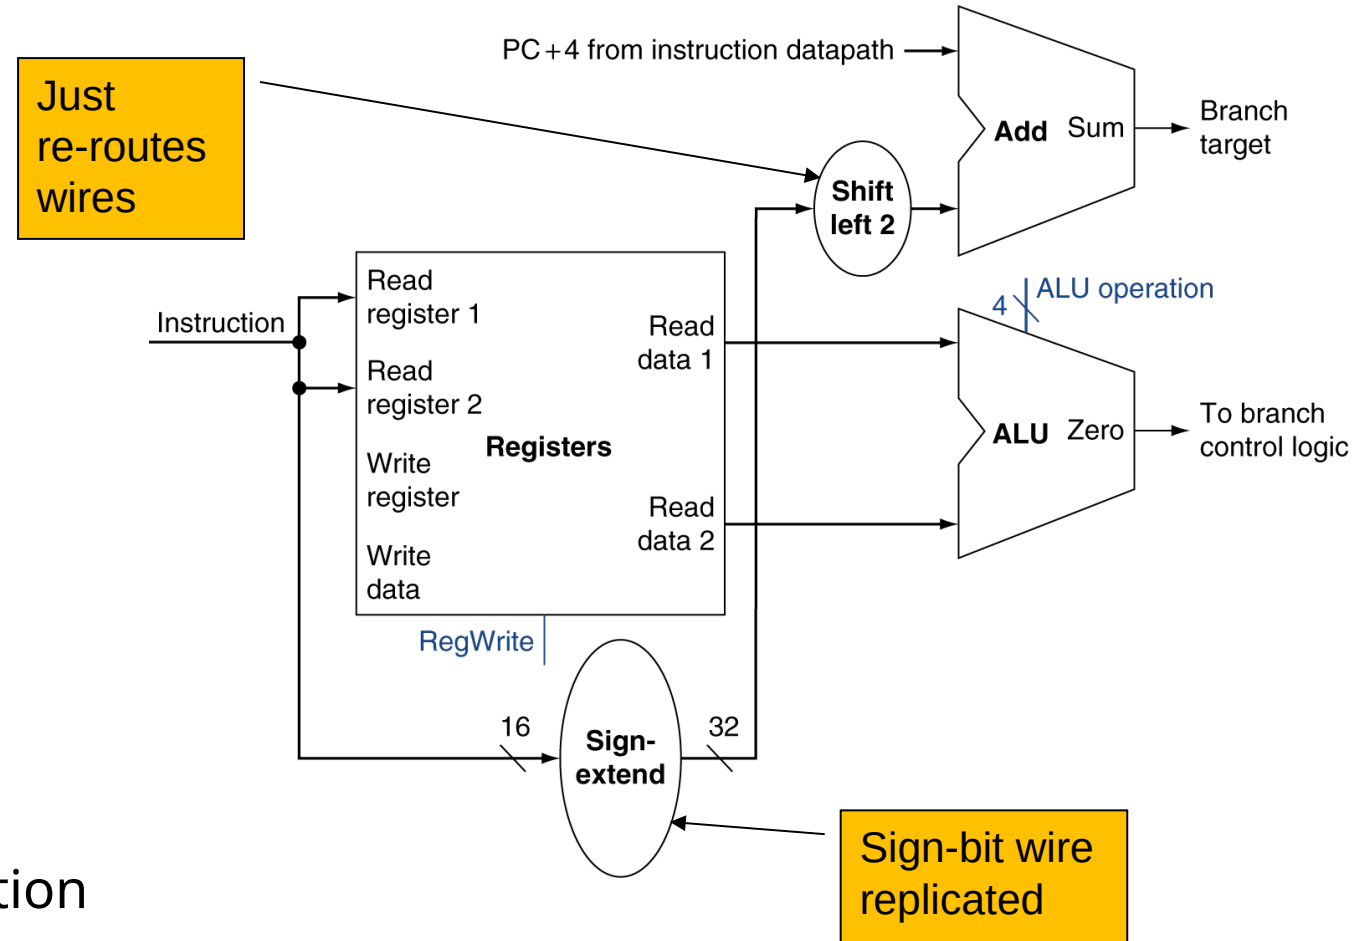 PC+4 from instruction datapath
Just
re-routes
wires
Add Sum
Branch
target
Shift
left 2
Instruction
Read
register 1
Read
register 2
Write
register
Write
data
Registers
Read
data 1
Read
data 2
RegWrite
4
ALU operation
ALU Zero
To branch
control logic
16
Sign-
extend
32
Sign-bit wire
replicated
tion